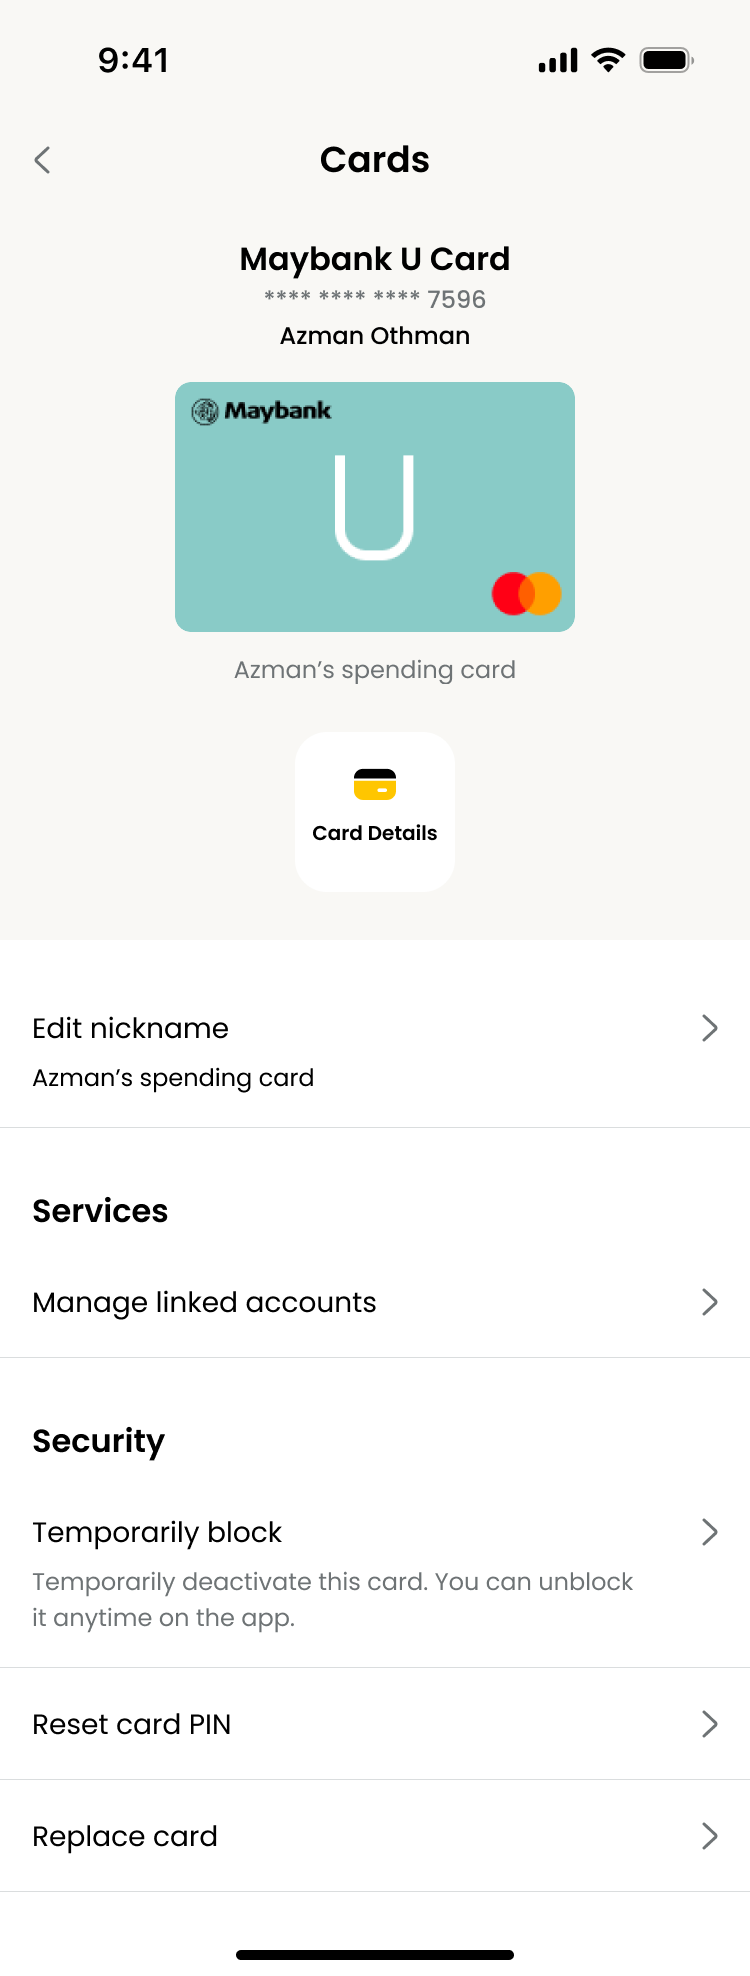 9:41
Cards
Maybank U Card
**** **** **** 7596
Azman Othman
Maybank
U
Azman’s spending card
Card Details
Edit nickname
Azman’s spending card
Services
Manage linked accounts
Security
Temporarily block
Temporarily deactivate this card. You can unblock
it anytime on the app.
Reset card PIN
Replace card